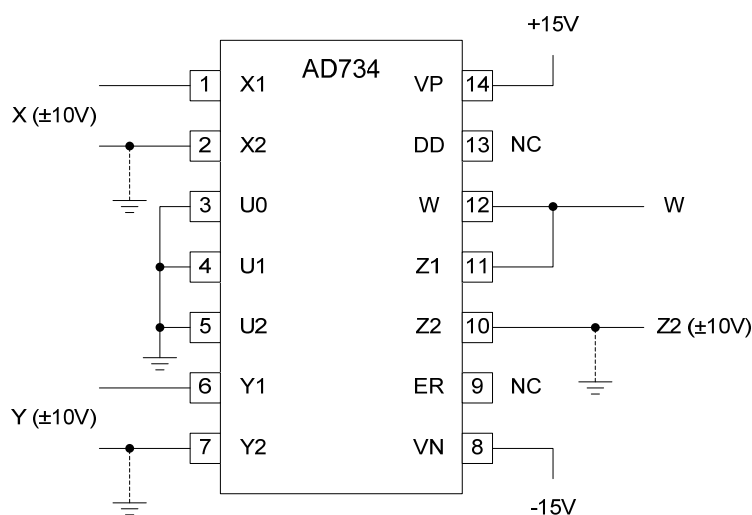 +15V
AD734
1 X1 VP 14
X (±10V)
2 X2 DD 13 NC
3 U0 W 12 W
4 U1 Z1 11
5 U2 Z2 10 Z2 (±10V)
6 Y1 ER 9 NC
Y (±10V)
7 Y2 VN 8
-15V